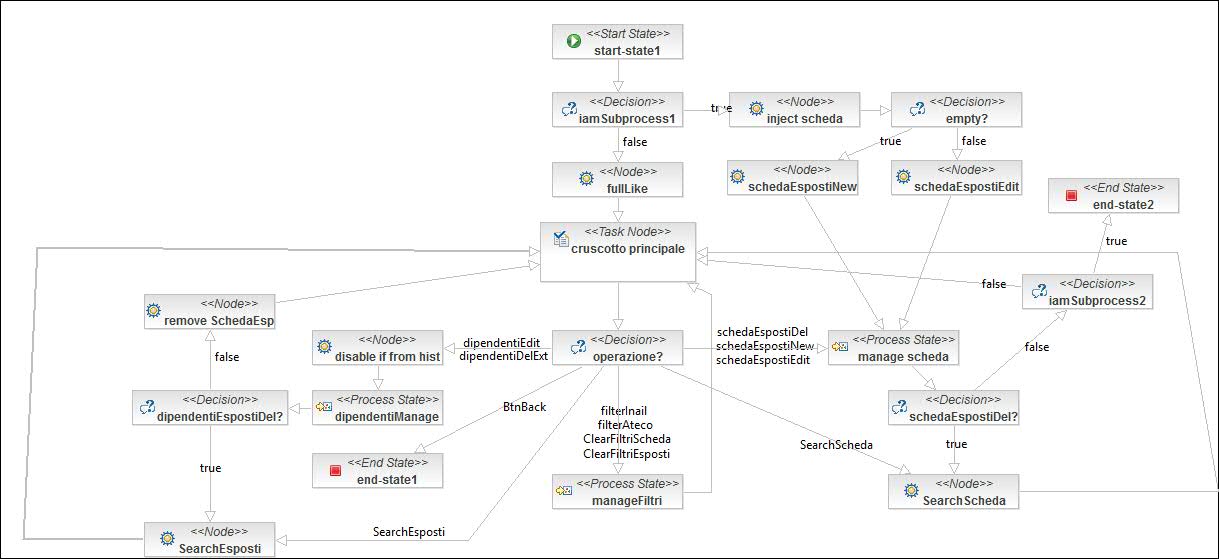 <<Start State>>
start-state1
<<Decision>>
iamSubprocess1
true
<<Node>>
inject scheda
<<Decision>>
empty?
false
true
false
<<Node>>
fullLike
<<Node>>
schedaEspostiNew
<<Node>>
schedaEspostiEdit
<<End State>>
end-state2
<<Task Node>>
cruscotto principale
true
false
<<Decision>>
iamSubprocess2
<<Node>>
remove SchedaEsp
<<Node>>
disable if from hist
dipendentiEdit
dipendentiDelExt
<<Decision>>
operazione?
schedaEspostiDel
schedaEspostiNew
schedaEspostiEdit
<<Process State>>
manage scheda
false
false
<<Decision>>
dipendentiEspostiDel?
<<Process State>>
dipendentiManage
BtnBack
filterInail
filterAteco
ClearFiltriScheda
ClearFiltriEsposti
<<Decision>>
schedaEspostiDel?
SearchScheda
true
true
<<End State>>
end-state1
<<Process State>>
manageFiltri
<<Node>>
SearchScheda
<<Node>>
SearchEsposti
SearchEsposti